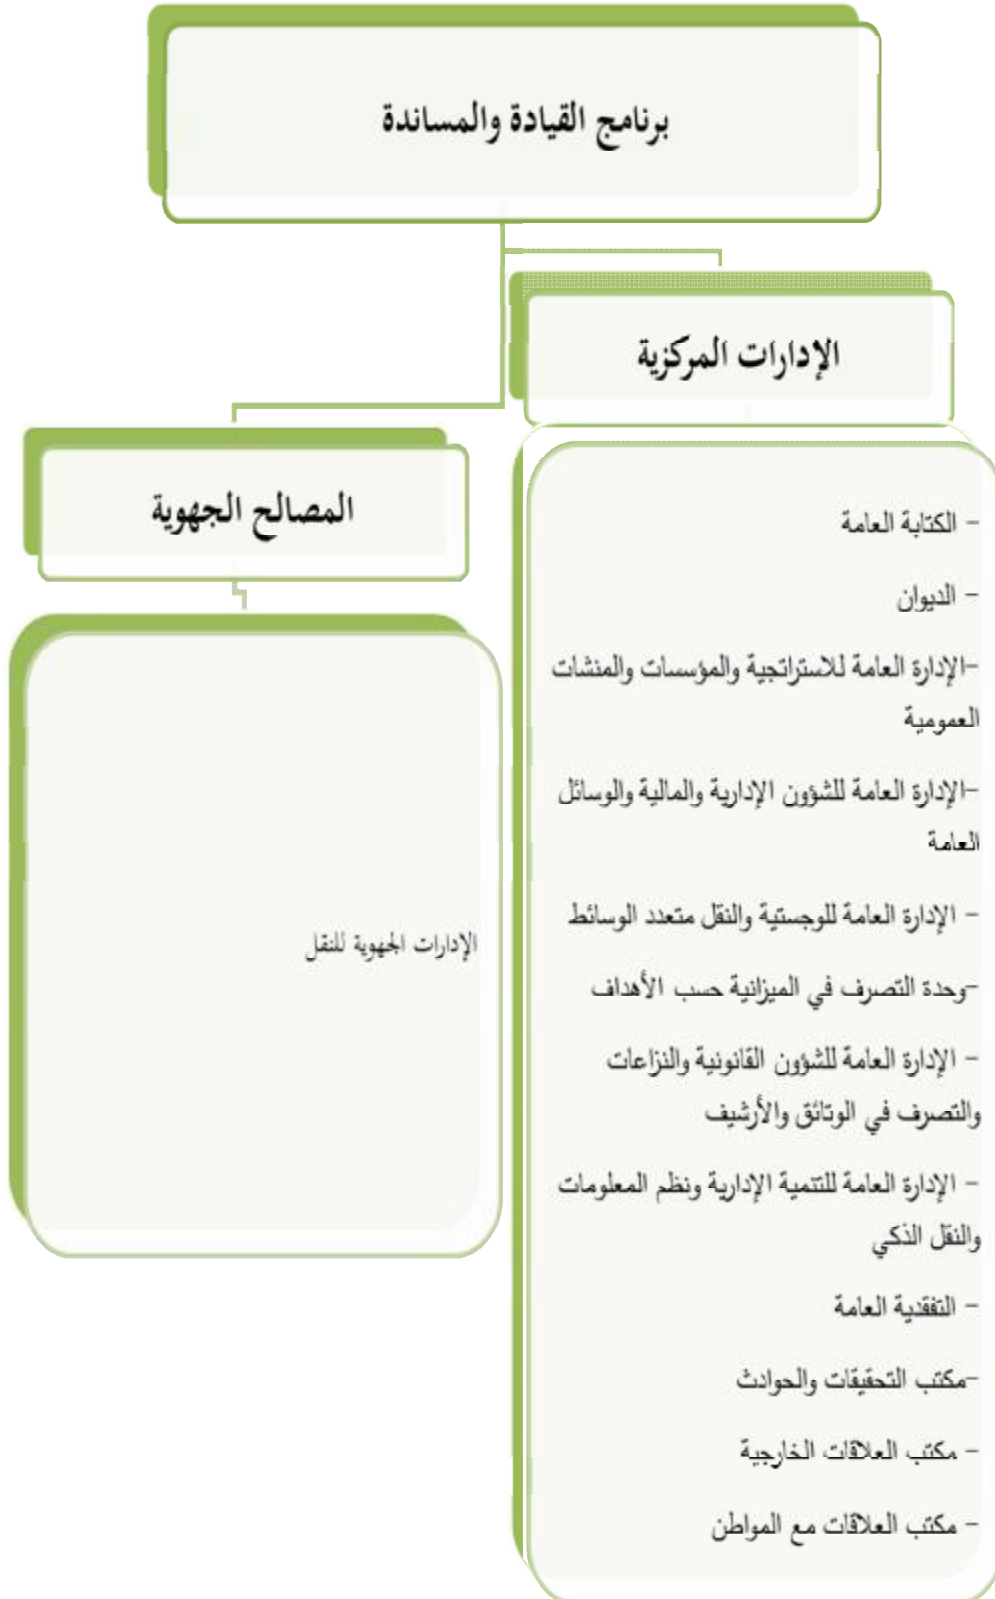 برنامج القيادة والمساندة
الإدارات المركزية
- الكتابة العامة
- الديوان
-الإدارة العامة للاستراتجية والمؤسسات والمنشات
العمومية
-الإدارة العامة للشؤون الإدارية والمالية والوسائل
العامة
- الإدارة العامة للوجستية والنقل متعدد الوسائط
-وحدة التصرف في الميزانية حسب الأهداف
- الإدارة العامة للشؤون القانونية والنزاعات
والتصرف في الوثائق والأرشيف
- الإدارة العامة للتنمية الإدارية ونظم المعلومات
والنقل الذكي
- التفقدية العامة
-مكتب التحقيقات والحوادث
- مكتب العلاقات الخارجية
- مكتب العلاقات مع المواطن
المصالح الجهوية
الإدارات الجهوية للنقل